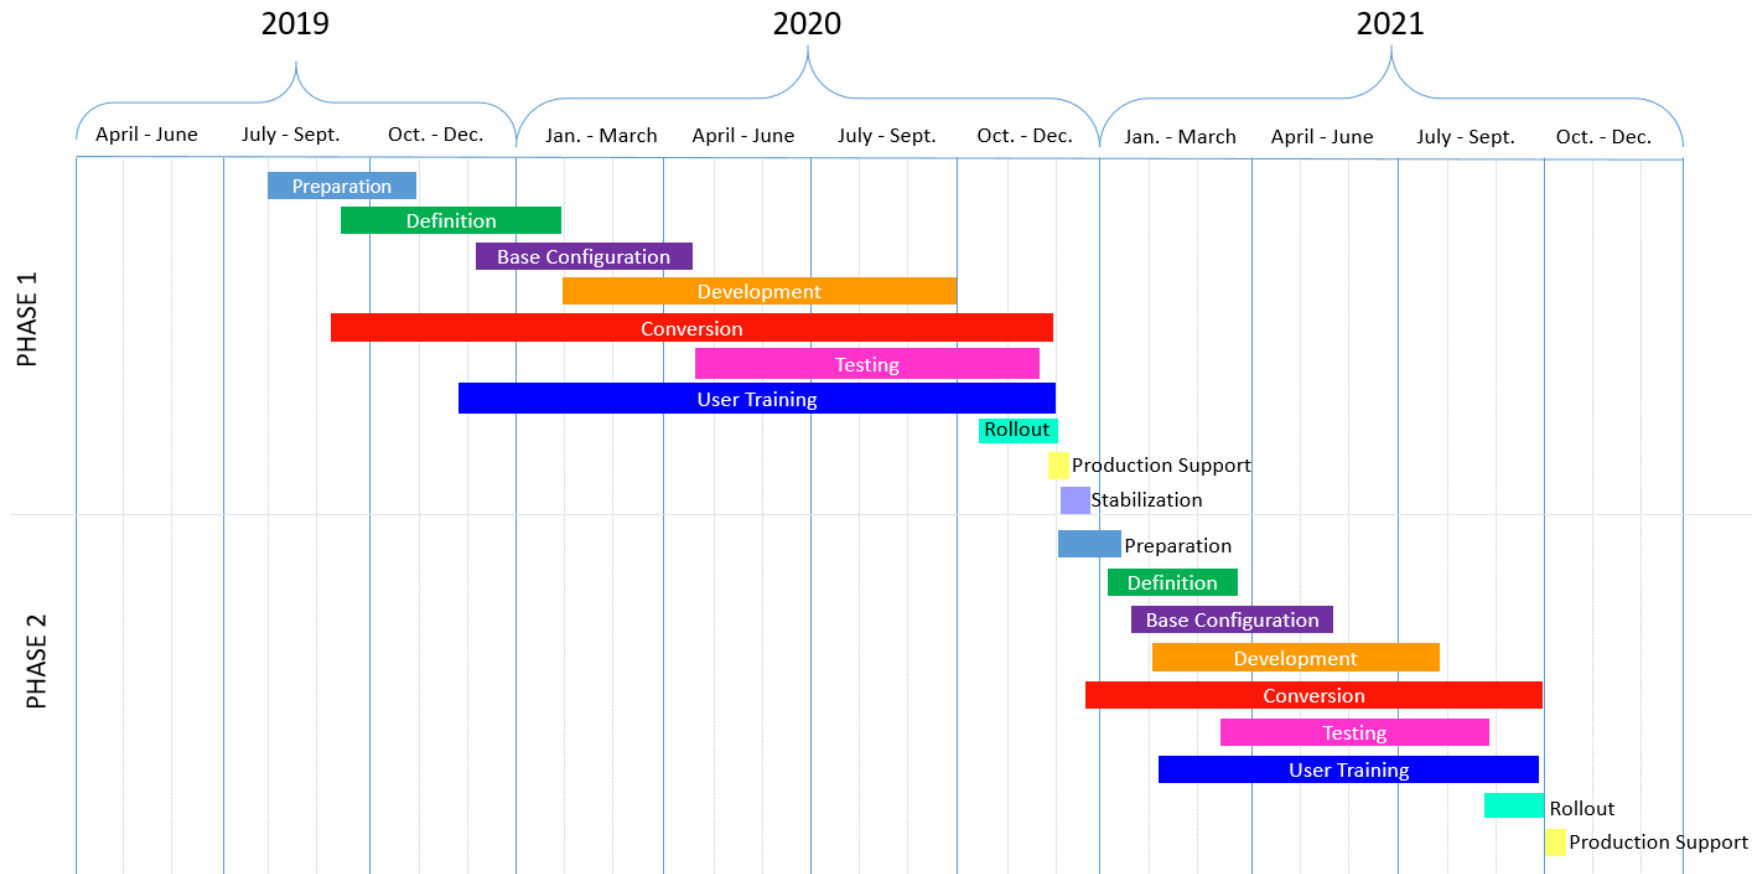 2019
2020
2021
April - June
July - Sept.
Oct. - Dec.
Jan. - March
April - June
July - Sept.
Oct. - Dec.
Jan. - March
April - June
July - Sept.
Oct. - Dec.
PHASE 1
Preparation
Definition
Base Configuration
Development
Conversion
Testing
User Training
Rollout
Production Support
Stabilization
PHASE 2
Preparation
Definition
Base Configuration
Development
Conversion
Testing
User Training
Rollout
Production Support